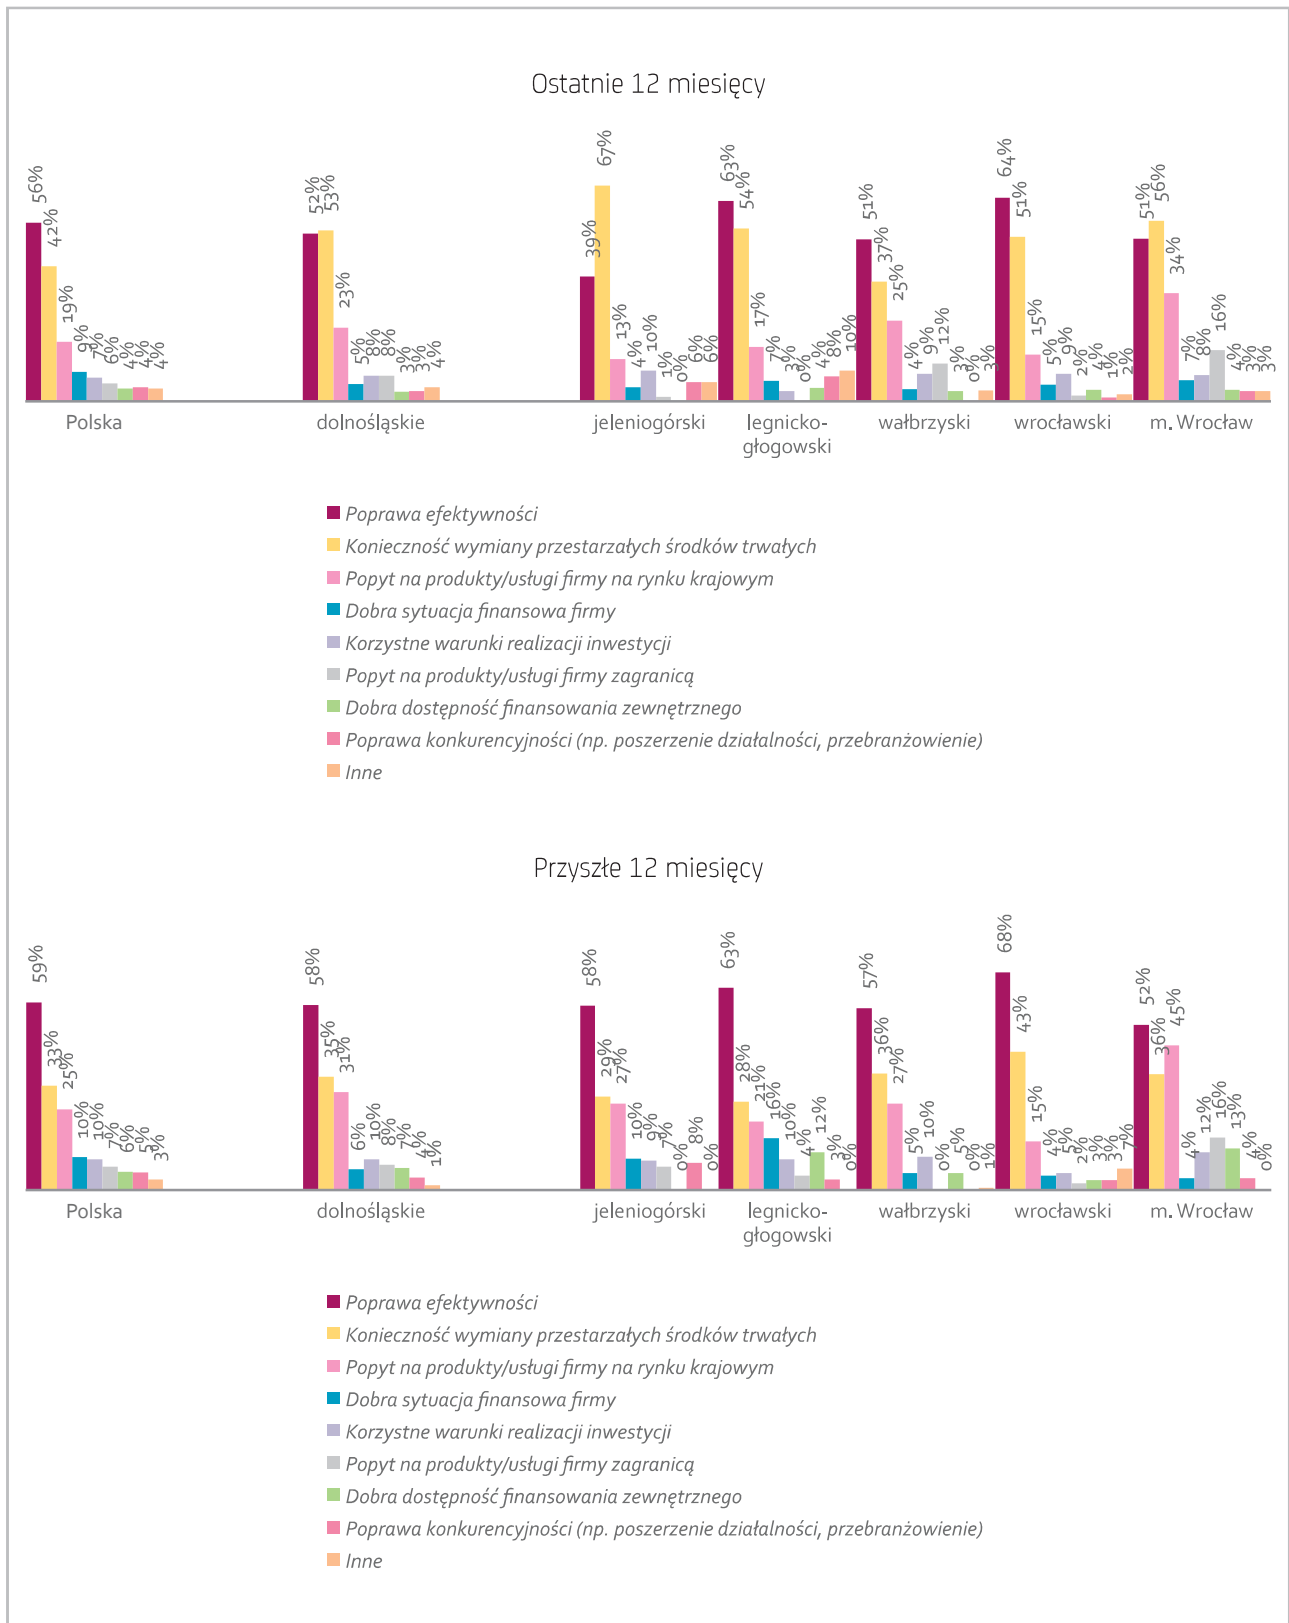 Ostatnie 12 miesięcy
56% 42% 19% 9% 7% 6% 4% 4% 4%
52% 53% 23% 5% 8% 8% 3% 3% 4%
39% 67% 13% 4% 10% 1% 0% 6% 6%
63% 54% 17% 7% 3% 0% 4% 8% 10%
51% 37% 25% 4% 9% 12% 3% 0% 3%
64% 51% 15% 5% 9% 2% 4% 1% 2%
51% 56% 34% 7% 8% 16% 4% 3% 3%
Polska dolnośląskie jeleniogórski legnicko- wałbrzyski wrocławski m. Wrocław
głogowski
Poprawa efektywności
Konieczność wymiany przestarzałych środków trwałych
Popyt na produkty/usługi firmy na rynku krajowym
Dobra sytuacja finansowa firmy
Korzystne warunki realizacji inwestycji
Popyt na produkty/usługi firmy zagranicą
Dobra dostępność finansowania zewnętrznego
Poprawa konkurencyjności (np. poszerzenie działalności, przebranżowienie)
Inne
Przyszłe 12 miesięcy
59% 33% 25% 10% 10% 7% 6% 5% 3%
58% 35% 31% 6% 10% 8% 7% 4% 1%
58% 29% 27% 10% 9% 7% 0% 8% 0%
63% 28% 21% 16% 10% 4% 12% 3% 0%
57% 36% 27% 5% 10% 0% 5% 0% 1%
68% 43% 15% 4% 5% 2% 3% 3% 7%
52% 36% 45% 4% 12% 16% 13% 4% 0%
Polska dolnośląskie jeleniogórski legnicko- wałbrzyski wrocławski m. Wrocław
głogowski
Poprawa efektywności
Konieczność wymiany przestarzałych środków trwałych
Popyt na produkty/usługi firmy na rynku krajowym
Dobra sytuacja finansowa firmy
Korzystne warunki realizacji inwestycji
Popyt na produkty/usługi firmy zagranicą
Dobra dostępność finansowania zewnętrznego
Poprawa konkurencyjności (np. poszerzenie działalności, przebranżowienie)
Inne